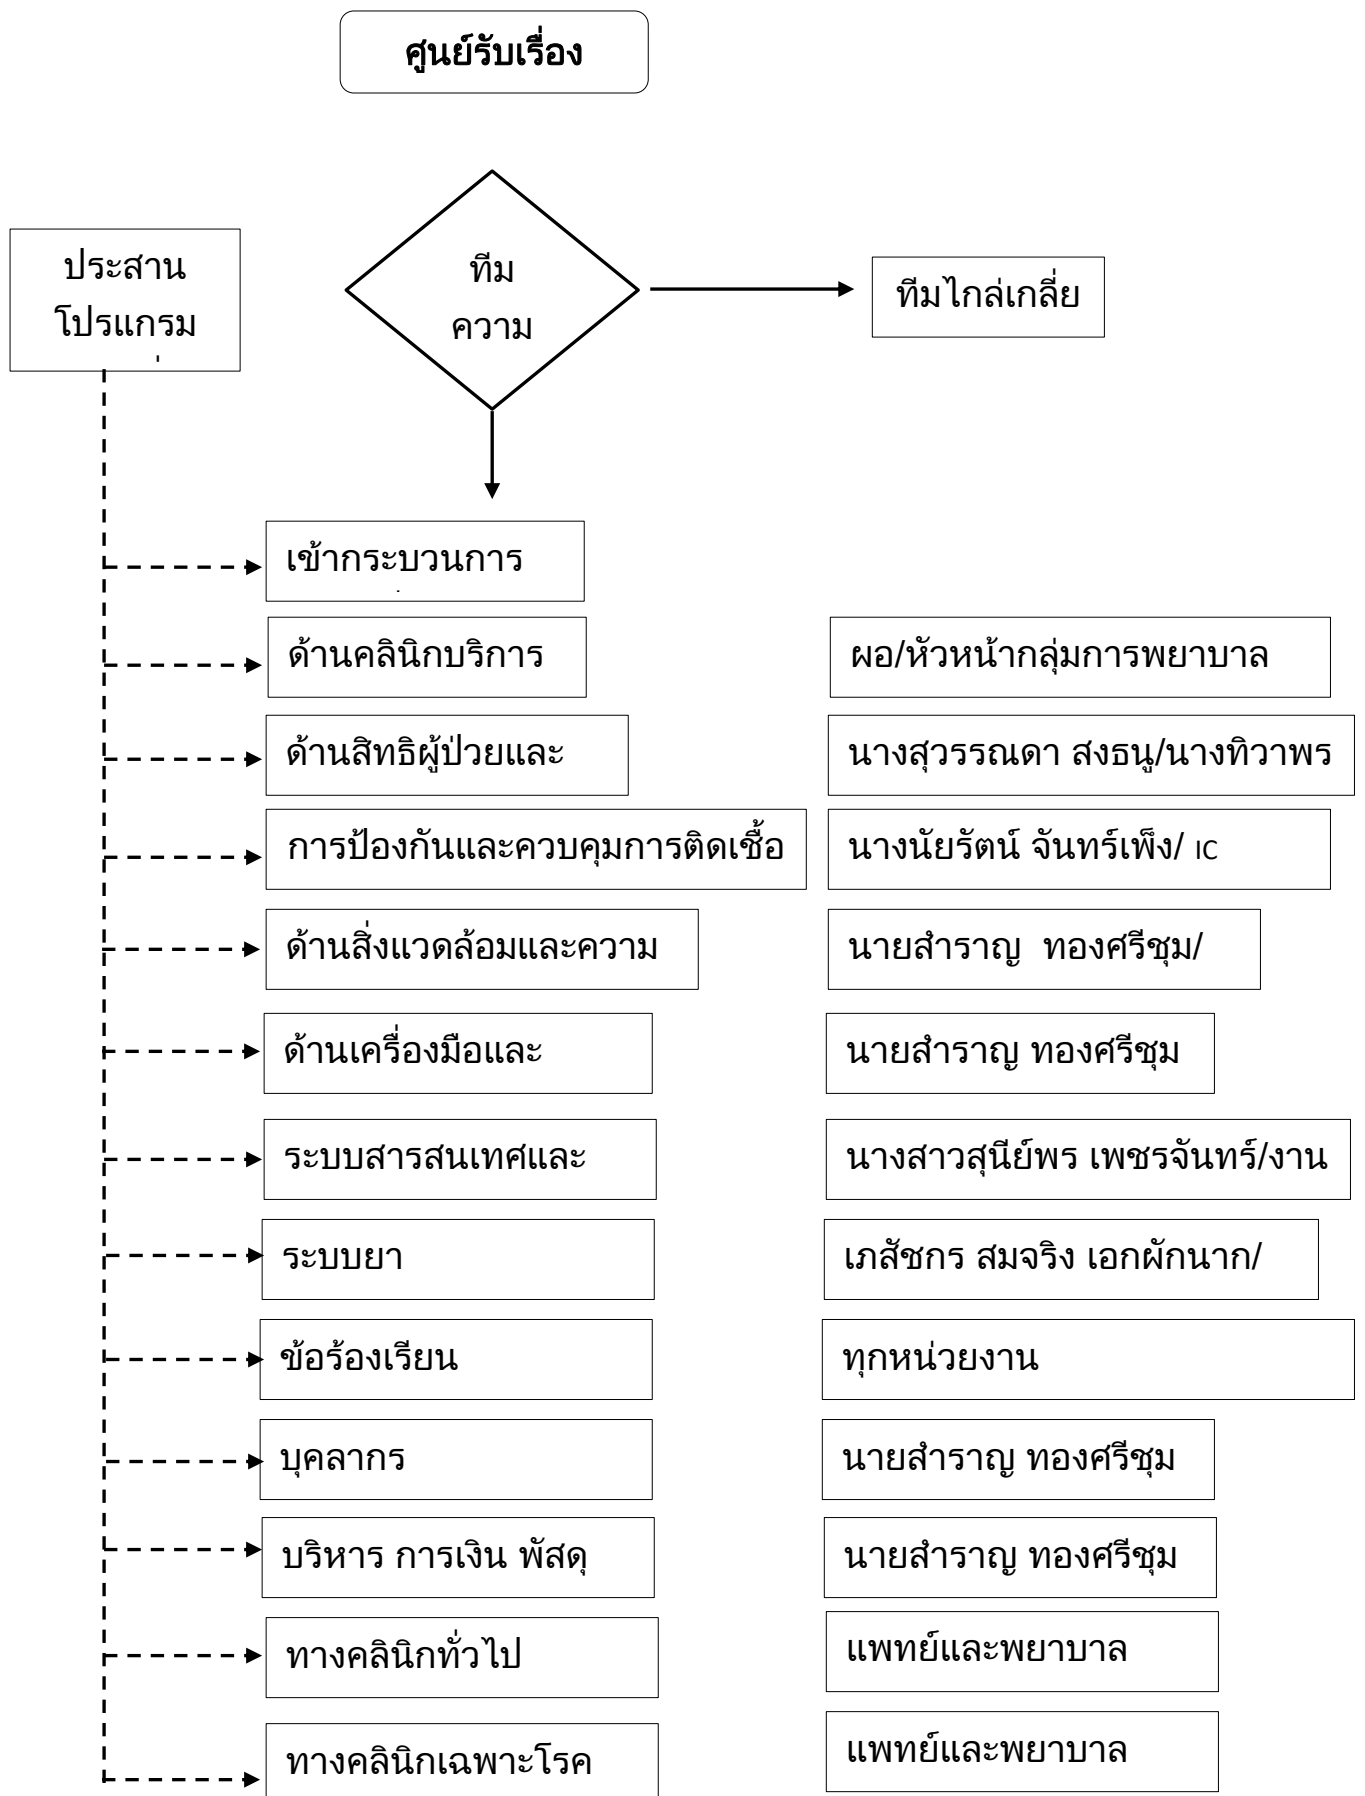 ศูนย์รับเรื่อง
ประสาน
โปรแกรม
ทีม
ความ
ทีมไกล่เกลี่ย
เข้ากระบวนการ
ด้านคลินิกบริการ
ผอ/หัวหน้ากลุ่มการพยาบาล
ด้านสิทธิผู้ป่วยและ
นางสุวรรณดา สงธนู/นางทิวาพร
การป้องกันและควบคุมการติดเชื้อ
นางนัยรัตน์ จันทร์เพ็ง/ IC
ด้านสิ่งแวดล้อมและความ
นายสำราญ  ทองศรีชุม/
ด้านเครื่องมือและ
นายสำราญ ทองศรีชุม
ระบบสารสนเทศและ
นางสาวสุนีย์พร เพชรจันทร์/งาน
ระบบยา
เภสัชกร สมจริง เอกผักนาก/
ข้อร้องเรียน
ทุกหน่วยงาน
บุคลากร
นายสำราญ ทองศรีชุม
บริหาร การเงิน พัสดุ
นายสำราญ ทองศรีชุม
ทางคลินิกทั่วไป
แพทย์และพยาบาล
ทางคลินิกเฉพาะโรค
แพทย์และพยาบาล